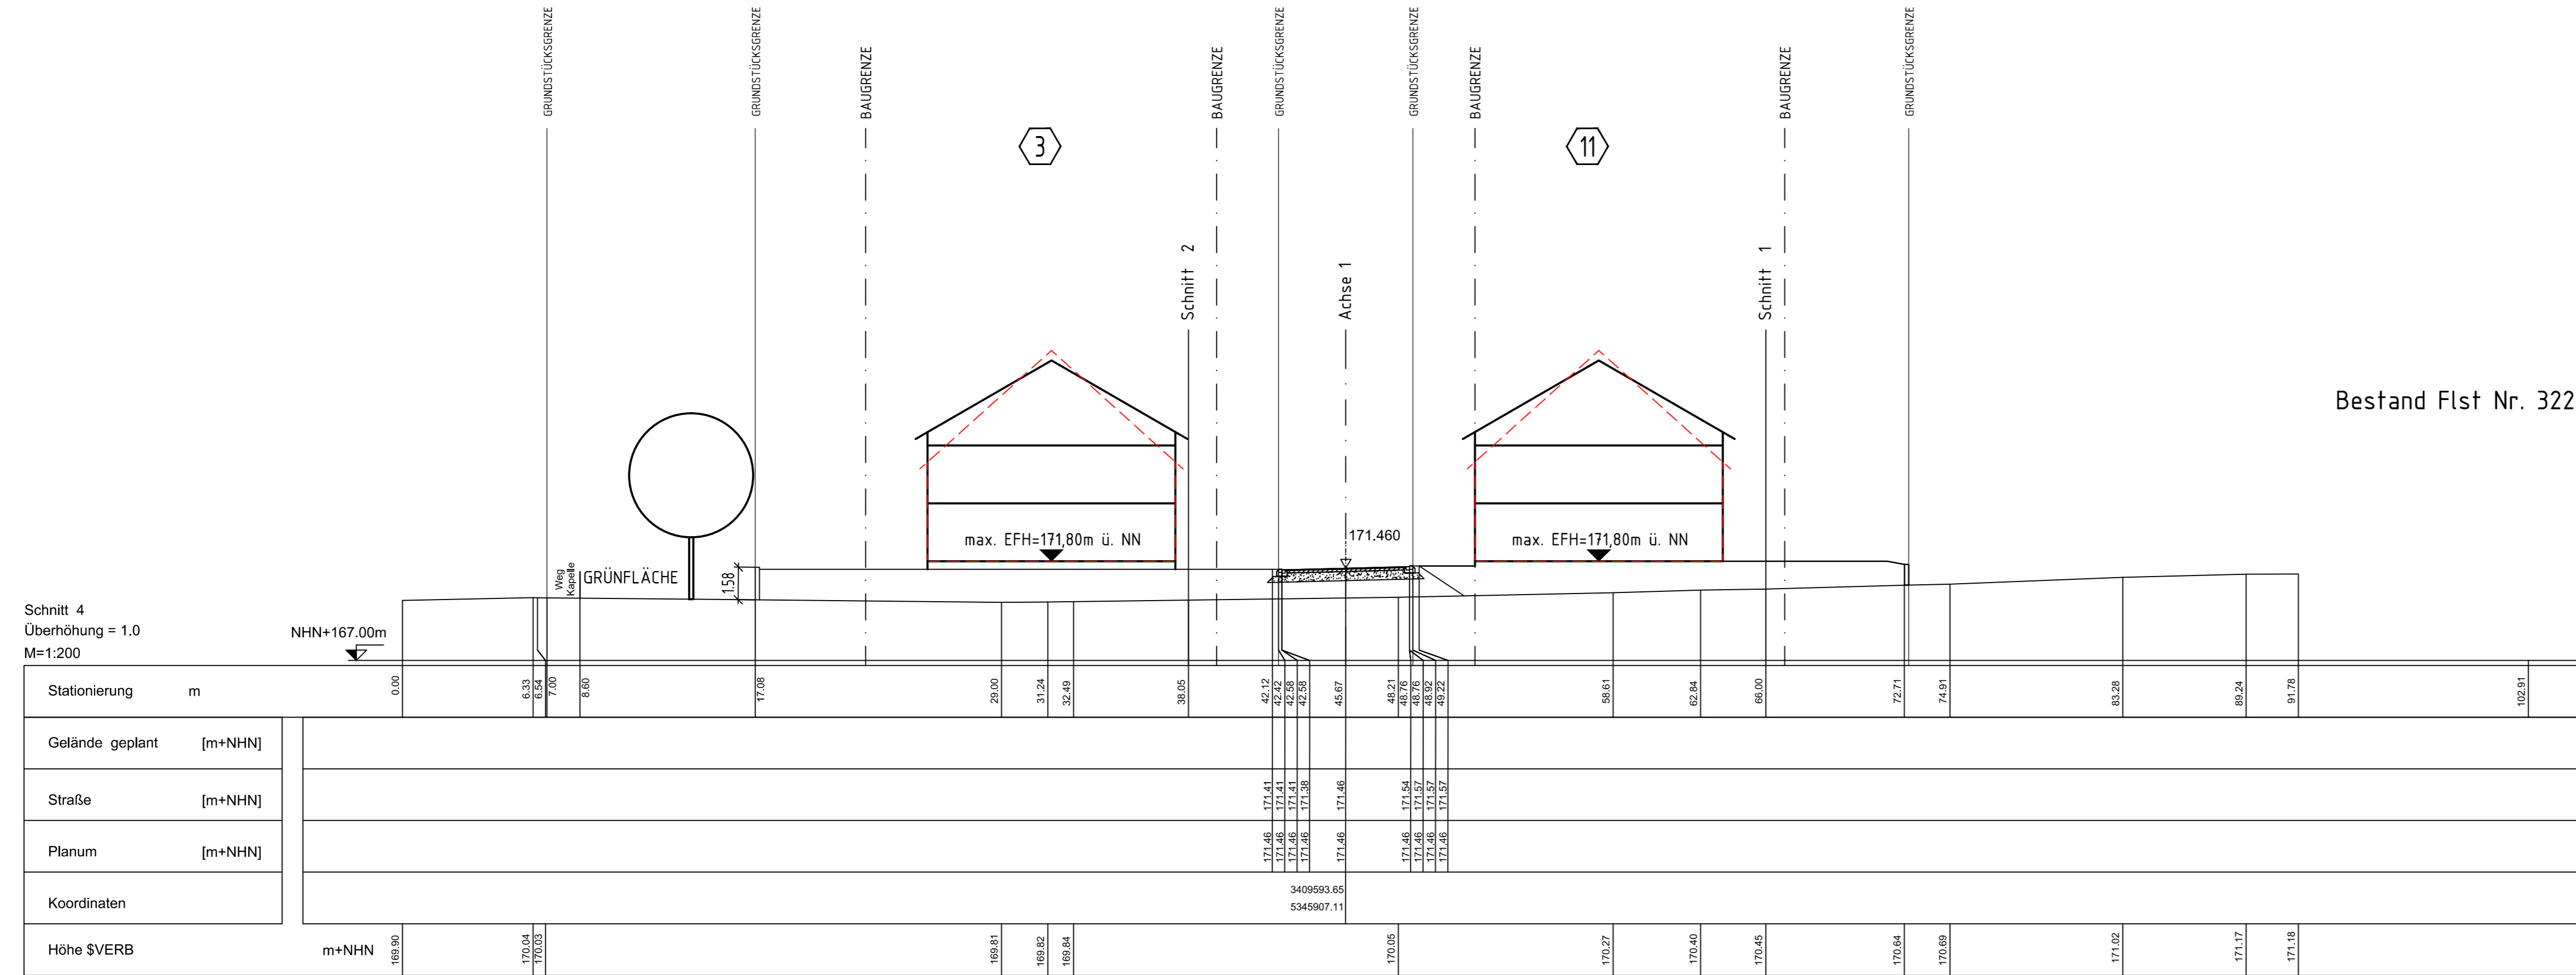 GRUNDSTÜCKSGRENZE
GRUNDSTÜCKSGRENZE
BAUGRENZE
BAUGRENZE
GRUNDSTÜCKSGRENZE
GRUNDSTÜCKSGRENZE
BAUGRENZE
BAUGRENZE
GRUNDSTÜCKSGRENZE
3
11
Schnitt 2
Achse 1
Schnitt 1
Bestand Flst Nr. 322
max. EFH=171,80m ü. NN
171.460
max. EFH=171,80m ü. NN
Weg
Kapelle
GRÜNFLÄCHE
1.58
Schnitt 4
Überhöhung = 1.0
M=1:200
NHN+167.00m
Stationierung m
0.00
6.33
6.54
7.00
8.60
17.08
29.00
31.24
32.49
38.05
42.12
42.42
42.58
42.58
45.67
48.21
48.76
48.76
48.92
49.22
58.61
62.84
66.00
72.71
74.91
83.28
89.24
91.78
102.91
Gelände geplant [m+NHN]
Straße [m+NHN]
171.41
171.41
171.41
171.38
171.46
171.54
171.57
171.57
171.57
Planum [m+NHN]
171.46
171.46
171.46
171.46
171.46
171.46
171.46
171.46
171.46
Koordinaten
3409593.65
5345907.11
Höhe $VERB m+NHN
169.90
170.04
170.03
169.81
169.82
169.84
170.05
170.27
170.40
170.45
170.64
170.69
171.02
171.17
171.18